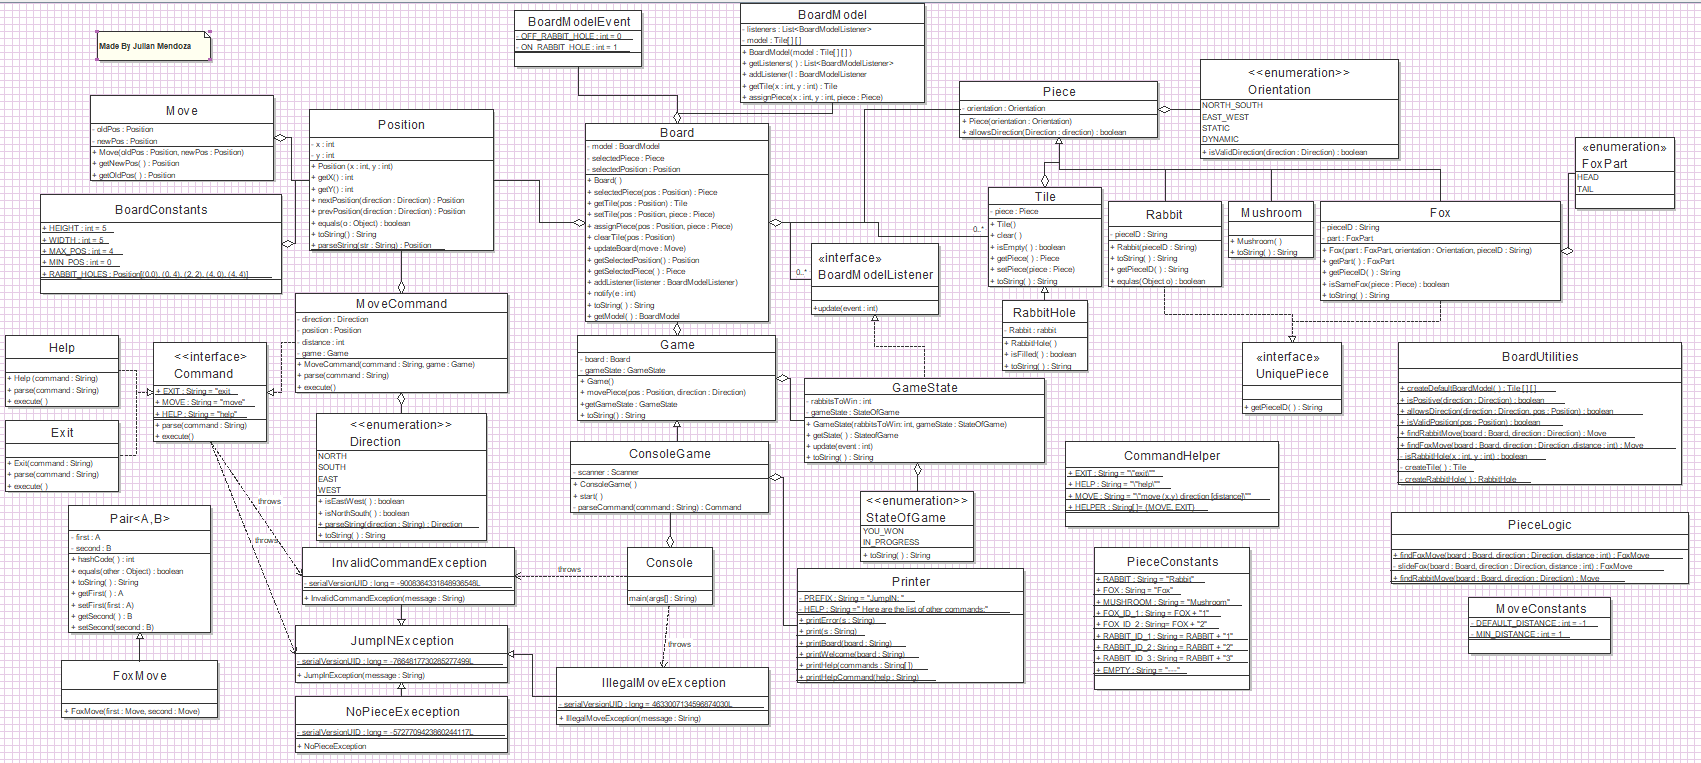 Made By Julian Mendoza
BoardModelEvent
- OFF_RABBIT_HOLE : int = 0
- ON_RABBIT_HOLE : int = 1
BoardModel
- listeners : List<BoardModelListener>
- model : Tile[ ] [ ]
+ BoardModel(model : Tile[ ] [ ] )
+ getListeners( ) : List<BoardModelListener>
+ addListener(l : BoardModelListener
+ getTile(x : int, y : int) : Tile
+ assignPiece(x : int, y : int, piece : Piece)
Piece
- orientation : Orientation
+ Piece(orientation : Orientation)
+ allowsDirection(Direction : direction) : boolean
<<enumeration>>
Orientation
NORTH_SOUTH
EAST_WEST
STATIC
DYNAMIC
+ isValidDirection(direction : Direction) : boolean
«enumeration»
FoxPart
HEAD
TAIL
Move
- oldPos : Position
- newPos : Position
+ Move(oldPos : Position, newPos : Position)
+ getNewPos( ) : Position
+ getOldPos( ) : Position
Position
- x : int
- y : int
+ Position (x : int, y : int)
+ getX() : int
+ getY() : int
+ nextPosition(direction : Direction) : Position
+ prevPosition(direction : Direction) : Position
+ equals(o : Object) : boolean
+ toString() : String
+ parseString(str : String) : Position
Board
- model : BoardModel
- selectedPiece : Piece
- selectedPosition : Position
+ Board( )
+ selectedPiece(pos : Position) : Piece
+ getTile(pos : Position) : Tile
+ setTile(pos : Position, piece : Piece)
+ assignPiece(pos : Position, piece : Piece)
+ clearTile(pos : Position)
+ updateBoard(move : Move)
+ getSelectedPosition() : Position
+ getSelectedPiece( ) : Piece
+ addListener(listener : BoardModelListener)
+ notify(e : int)
+ toString( ) : String
+ getModel( ) : BoardModel
BoardConstants
+ HEIGHT : int = 5
+ WIDTH : int = 5
+ MAX_POS : int = 4
+ MIN_POS : int = 0
+ RABBIT_HOLES : Position[(0,0), (0, 4), (2, 2), (4, 0), (4, 4)]
Tile
- piece : Piece
+ Tile()
+ clear( )
+ isEmpty( ) : boolean
+ getPiece( ) : Piece
+ setPiece(piece : Piece)
+ toString( ) : String
0..*
Rabbit
- pieceID : String
+ Rabbit(pieceID : String)
+ toString( ) : String
+ getPieceID( ) : String
+ equlas(Object o) : boolean
Mushroom
+ Mushroom( )
+ toString( ) : String
Fox
- pieceID : String
- part : FoxPart
+ Fox(part : FoxPart, orientation : Orientation, pieceID : String)
+ getPart( ) : FoxPart
+ getPieceID( ) : String
+ isSameFox(piece : Piece) : boolean
+ toString( ) : String
«interface»
BoardModelListener
+update(event : int)
0..*
MoveCommand
- direction : Direction
- position : Position
- distance : int
- game : Game
+ MoveCommand(command : String, game : Game)
+ parse(command : String)
+ execute()
RabbitHole
- Rabbit : rabbit
+ RabbitHole( )
+ isFilled( ) : boolean
+ toString( ) : String
Help
+ Help (command : String)
+ parse(command : String)
+ execute( )
<<interface>>
Command
+ EXIT : String = "exit
+ MOVE : String = "move"
+ HELP : String = "help"
+ parse(command : String)
+ execute()
Game
- board : Board
- gameState : GameState
+ Game()
+ movePiece(pos : Position, direction : Direction)
+getGameState : GameState
+ toString() : String
«interface»
UniquePiece
+ getPieceID( ) : String
BoardUtilities
+ createDefaultBoardModel( ) : Tile [ ] [ ]
+ isPositive(direction : Direction) : boolean
+ allowsDirection(direction : Direction, pos : Position) : boolean
+ isValidPosition(pos : Position) : boolean
+ findRabbitMove(board : Board, direction : Direction) : Move
+ findFoxMove(board : Board, direction : Direction ,distance : int) : Move
- isRabbitHole(x : int, y : int) : boolean
- createTile( ) : Tile
- createRabbitHole( ) : RabbitHole
GameState
- rabbitsToWin : int
- gameState : StateOfGame
+ GameState(rabbitsToWin: int, gameState : StateOfGame)
+ getState( ) : StateofGame
+ update(event : int)
+ toString( ) : String
Exit
+ Exit(command : String)
+ parse(command : String)
+ execute( )
<<enumeration>>
Direction
NORTH
SOUTH
EAST
WEST
+ isEastWest( ) : boolean
+ isNorthSouth( ) : boolean
+ parseString(direction : String) : Direction
+ toString( ) : String
ConsoleGame
- scanner : Scanner
+ ConsoleGame( )
+ start( )
- parseCommand(command : String) : Command
CommandHelper
+ EXIT : String = "\"exit\""
+ HELP : String = "\"help\""
+ MOVE : String = "\"move (x,y) direction [distance]\""
+ HELPER : String[ ]= {MOVE, EXIT}
<<enumeration>>
StateOfGame
YOU_WON
IN_PROGRESS
+ toString( ) : String
throws
throws
Pair<A,B>
- first : A
- second : B
+ hashCode( ) : int
+ equals(other : Object) : boolean
+ toString( ) : String
+ getFirst( ) : A
+ setFirst(first : A)
+ getSecond( ) : B
+ setSecond(second : B)
InvalidCommandException
- serialVersionUID : long = -9008364331848936548L
+ InvalidCommandException(message : String)
throws
Console
main(args[] : String)
throws
Printer
- PREFIX : String = "JumpIN: "
- HELP : String =" Here are the list of other commands:"
+ printError(s : String)
+ print(s : String)
+ printBoard(board : String)
+ printWelcome(board : String)
+ printHelp(commands : String[ ])
+ printHelpCommand(help : String)
PieceConstants
+ RABBIT : String = "Rabbit"
+ FOX : String = "Fox"
+ MUSHROOM : String = "Mushroom"
+ FOX_ID_1 : String = FOX + "1"
+ FOX_ID_2 : String= FOX + "2"
+ RABBIT_ID_1 : String = RABBIT + "1"
+ RABBIT_ID_2 : String = RABBIT + "2"
+ RABBIT_ID_3 : String = RABBIT + "3"
+ EMPTY : String = "---"
PieceLogic
+ findFoxMove(board : Board, direction : Direction, distance : int) : FoxMove
- slideFox(board : Board, direction : Direction, distance : int) : FoxMove
+ findRabbitMove(board : Board, direction : Direction) : Move
MoveConstants
- DEFAULT_DISTANCE : int = -1
- MIN_DISTANCE : int = 1
JumpINException
- serialVersionUID : long = -7664817730285277499L
+ JumpInException(message : String)
FoxMove
+ FoxMove(first : Move, second : Move)
IllegalMoveException
- serialVersionUID : long = 4633007134596874030L
+ IllegalMoveException(message : String)
NoPieceExeception
- serialVersionUID : long = -5727709423860244117L
+ NoPieceException